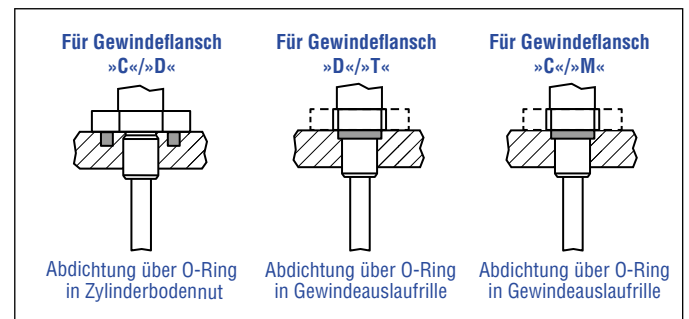 Für Gewindeflansch
»C«/»D«
Abdichtung über O-Ring
in Zylinderbodennut
Für Gewindeflansch
»D«/»T«
Abdichtung über O-Ring
in Gewindeauslaufrille
Für Gewindeflansch
»C«/»M«
Abdichtung über O-Ring
in Gewindeauslaufrille